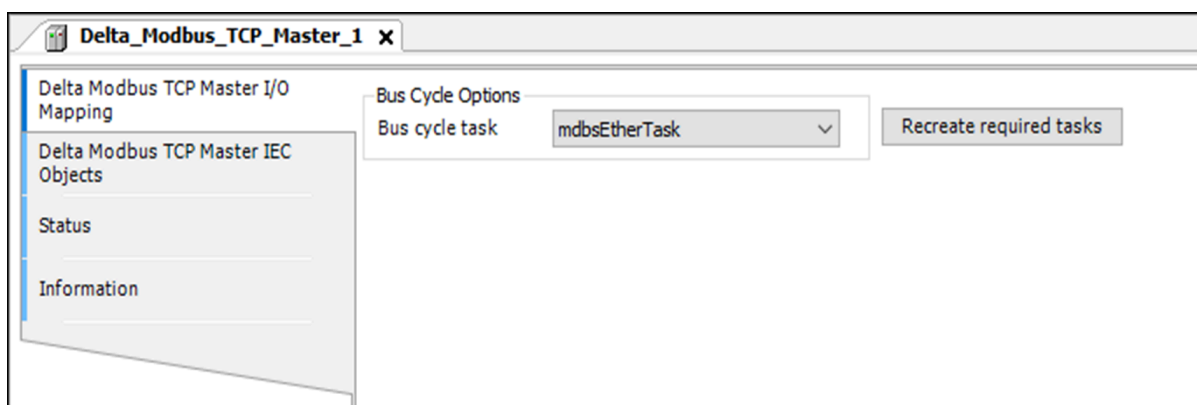 Delta_Modbus_TCP_Master_1
Delta Modbus TCP Master I/O
Mapping
Delta Modbus TCP Master IEC
Objects
Status
Information
Bus Cycle Options
Bus cycle task
mdbsEtherTask
Recreate required tasks